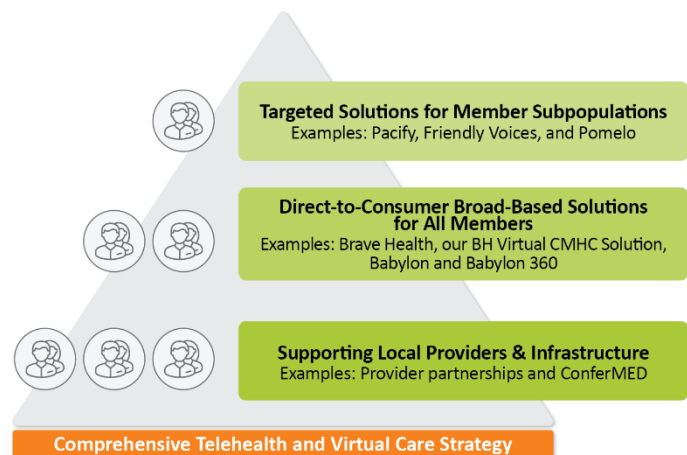 Targeted Solutions for Member Subpopulations
Examples: Pacify, Friendly Voices, and Pomelo
Direct-to-Consumer Broad-Based Solutions
for All Members
Examples: Brave Health, our BH Virtual CMHC Solution,
Babylon and Babylon 360
Supporting Local Providers & Infrastructure
Examples: Provider partnerships and ConferMED
Comprehensive Telehealth and Virtual Care Strategy